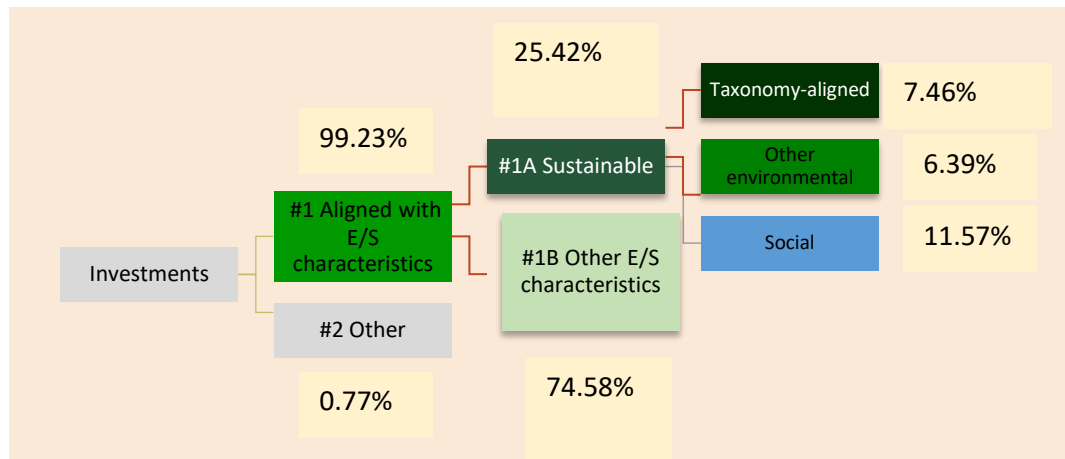 25.42%
Taxonomy-aligned
7.46%
99.23%
#1A Sustainable
Other
environmental
6.39%
#1 Aligned with
E/S
characteristics
#1B Other E/S
characteristics
Social
11.57%
Investments
#2 Other
0.77%
74.58%